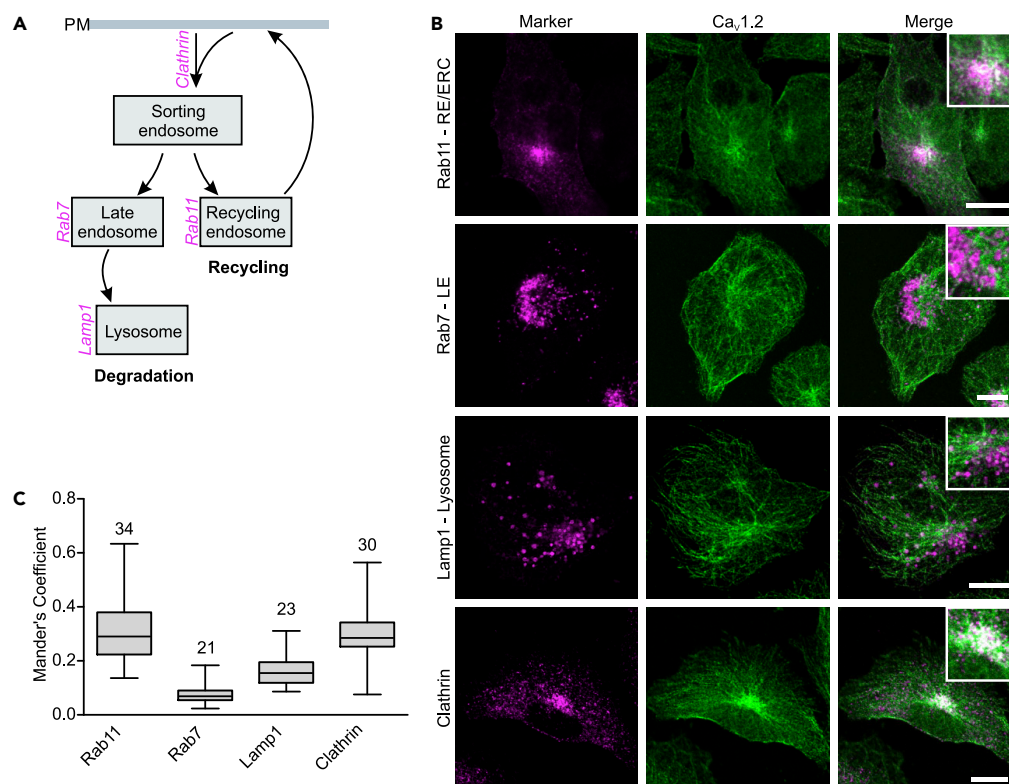 A
PM
Clathrin
Sorting
endosome
Rab7
Late
endosome
Rab11
Recycling
endosome
Recycling
Lamp1
Lysosome
Degradation
B
Marker
Caᵥ1.2
Merge
Rab11 - RE/ERC
Rab7 - LE
Lamp1 - Lysosome
Clathrin
C
Mander's Coefficient
0.8
0.6
0.4
0.2
0.0
34
21
23
30
Rab11
Rab7
Lamp1
Clathrin